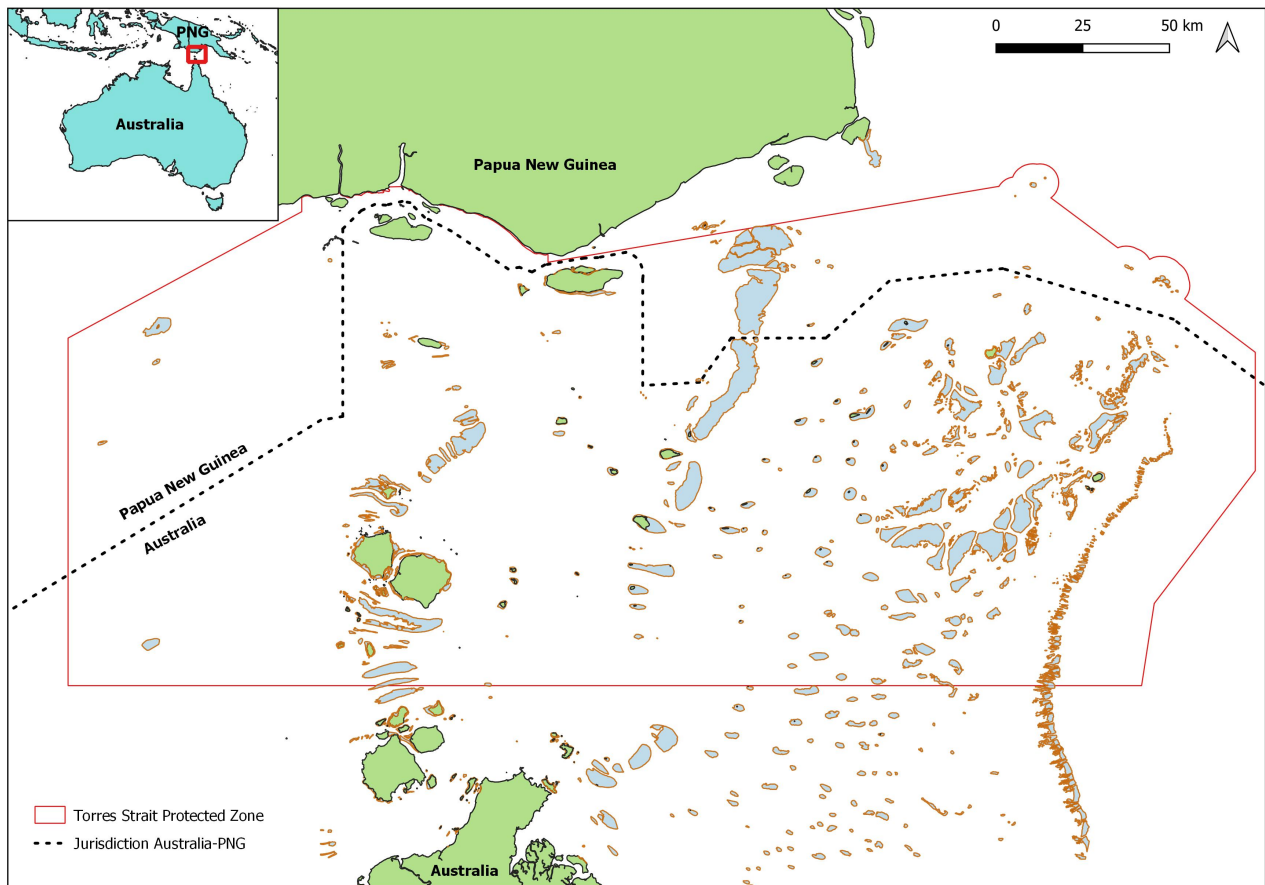 PNG
Australia
0 25 50 km
Papua New Guinea
Papua New Guinea
Australia
Torres Strait Protected Zone
Jurisdiction Australia-PNG
Australia